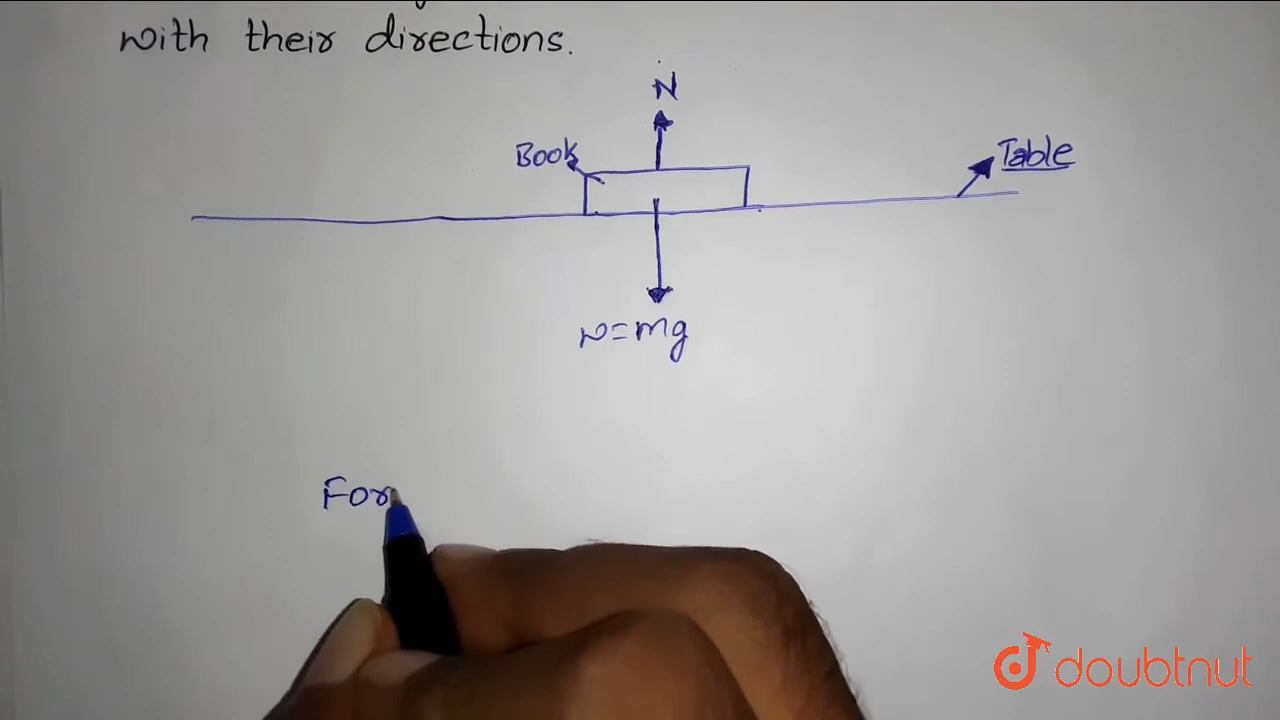 with their directions.
N
Book
Table
w=mg
For
doubtnut